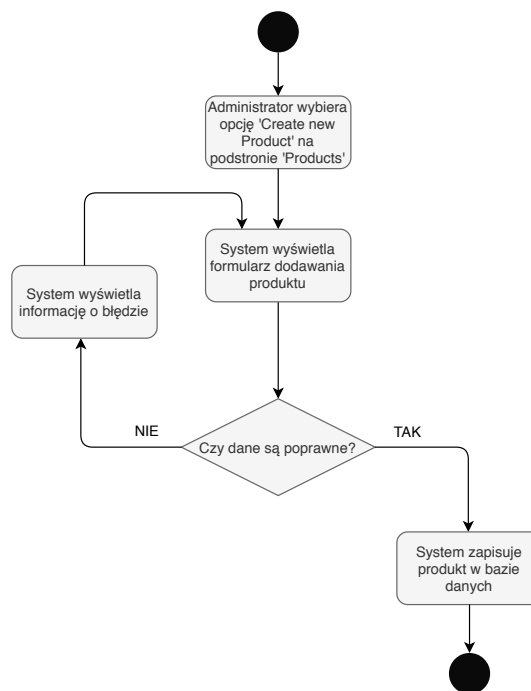 Administrator wybiera
opcję 'Create new
Product' na
podstronie 'Products'
System wyświetla
formularz dodawania
produktu
System wyświetla
informację o błędzie
NIE
Czy dane są poprawne?
TAK
System zapisuje
produkt w bazie
danych